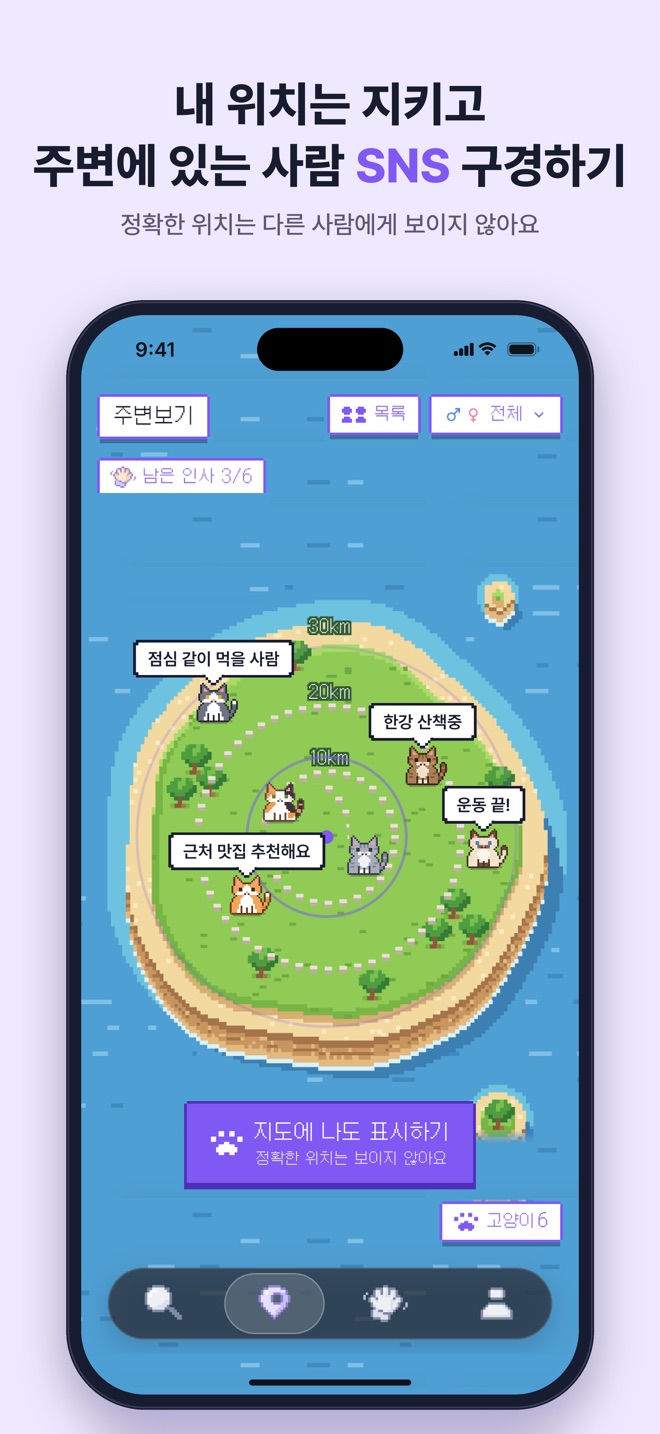 내 위치는 지키고
주변에 있는 사람 SNS 구경하기
정확한 위치는 다른 사람에게 보이지 않아요
9:41
주변보기
목록
전체
남은 인사 3/6
30km
점심 같이 먹을 사람
20km
한강 산책중
10km
운동 끝!
근처 맛집 추천해요
지도에 나도 표시하기
정확한 위치는 보이지 않아요
고양이 6